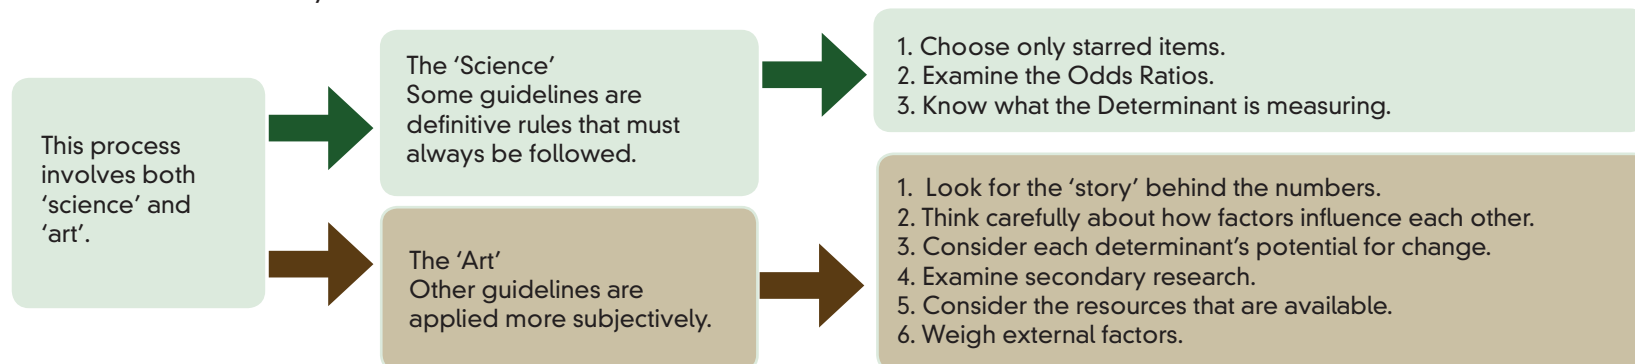 This process
involves both
‘science’ and
‘art’.
The ‘Science’
Some guidelines are
definitive rules that must
always be followed.
1. Choose only starred items.
2. Examine the Odds Ratios.
3. Know what the Determinant is measuring.
The ‘Art’
Other guidelines are
applied more subjectively.
1. Look for the ‘story’ behind the numbers.
2. Think carefully about how factors influence each other.
3. Consider each determinant’s potential for change.
4. Examine secondary research.
5. Consider the resources that are available.
6. Weigh external factors.